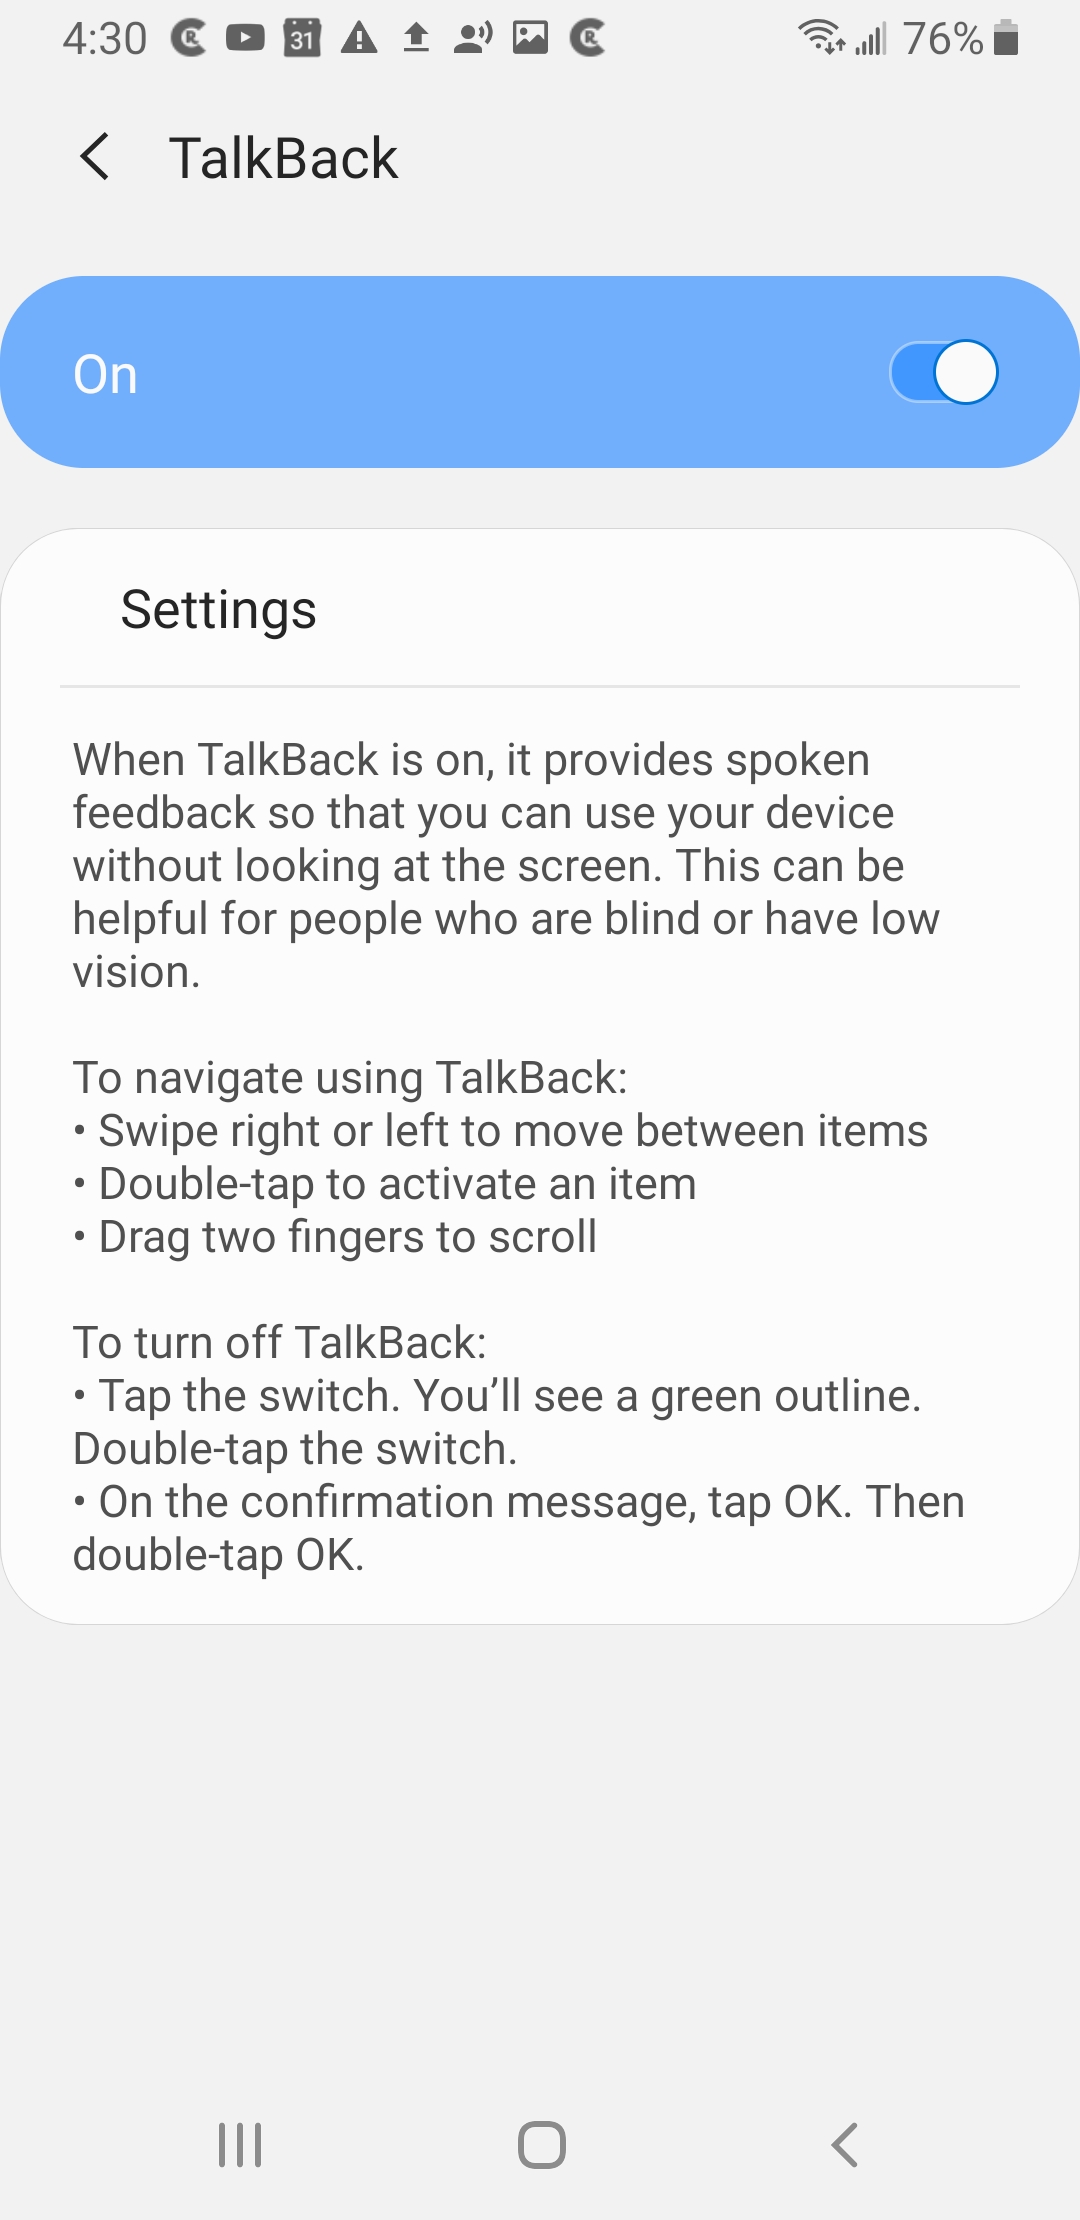 4:30 31 76%
TalkBack
On
Settings
When TalkBack is on, it provides spoken
feedback so that you can use your device
without looking at the screen. This can be
helpful for people who are blind or have low
vision.
To navigate using TalkBack:
• Swipe right or left to move between items
• Double-tap to activate an item
• Drag two fingers to scroll
To turn off TalkBack:
• Tap the switch. You’ll see a green outline.
Double-tap the switch.
• On the confirmation message, tap OK. Then
double-tap OK.